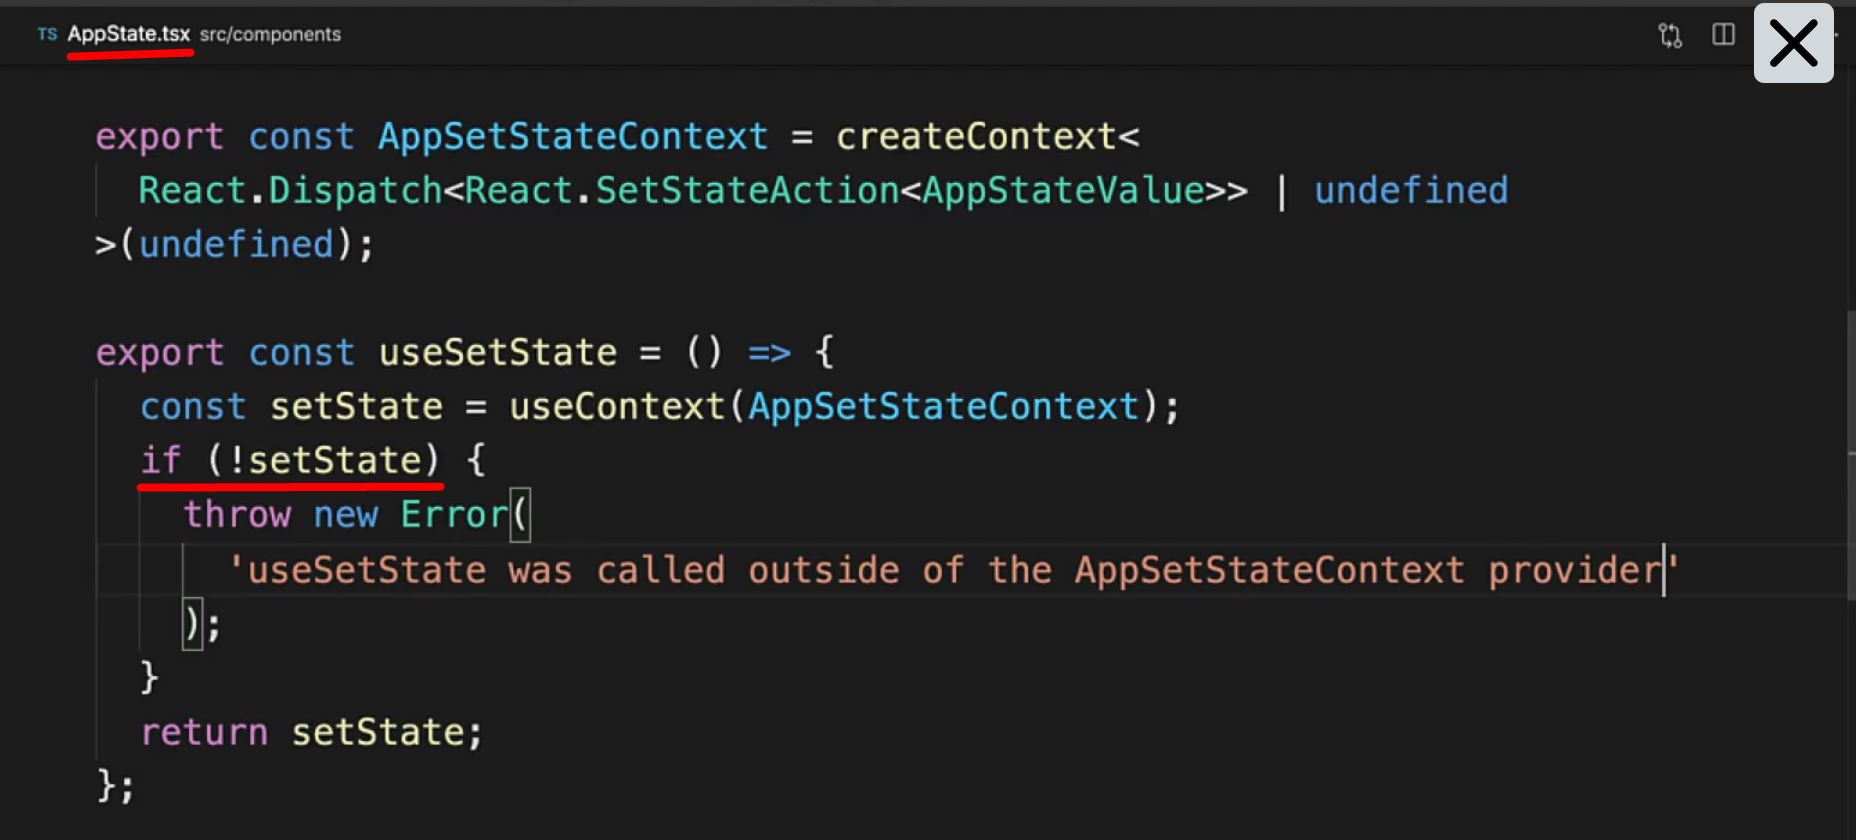 TS AppState.tsx src/components
export const AppSetStateContext = createContext<
React.Dispatch<React.SetStateAction<AppStateValue>> | undefined
>(undefined);
export const useSetState = () => {
const setState = useContext(AppSetStateContext);
if (!setState) {
throw new Error(
'useSetState was called outside of the AppSetStateContext provider'
);
}
return setState;
};